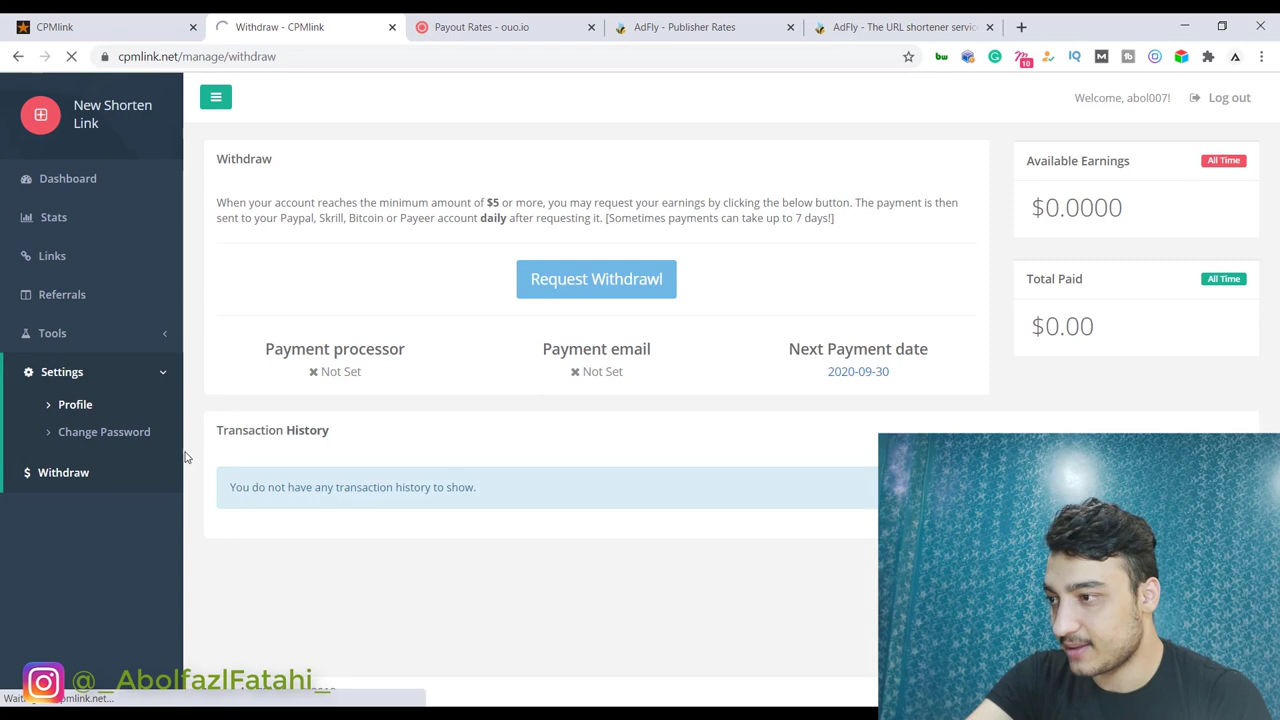 CPMlink
Withdraw - CPMlink
Payout Rates - ouo.io
AdFly - Publisher Rates
AdFly - The URL shortener servic
cpmlink.net/manage/withdraw
10
New Shorten
Link
Welcome, abol007!
Log out
Dashboard
Stats
Links
Referrals
Tools
Settings
Profile
Change Password
$ Withdraw
Withdraw
When your account reaches the minimum amount of $5 or more, you may request your earnings by clicking the below button. The payment is then
sent to your Paypal, Skrill, Bitcoin or Payeer account daily after requesting it. [Sometimes payments can take up to 7 days!]
Request Withdrawl
Payment processor
Not Set
Payment email
Not Set
Next Payment date
2020-09-30
Available Earnings
All Time
$0.0000
Total Paid
All Time
$0.00
Transaction History
You do not have any transaction history to show.
@_AbolfazlFatahi_